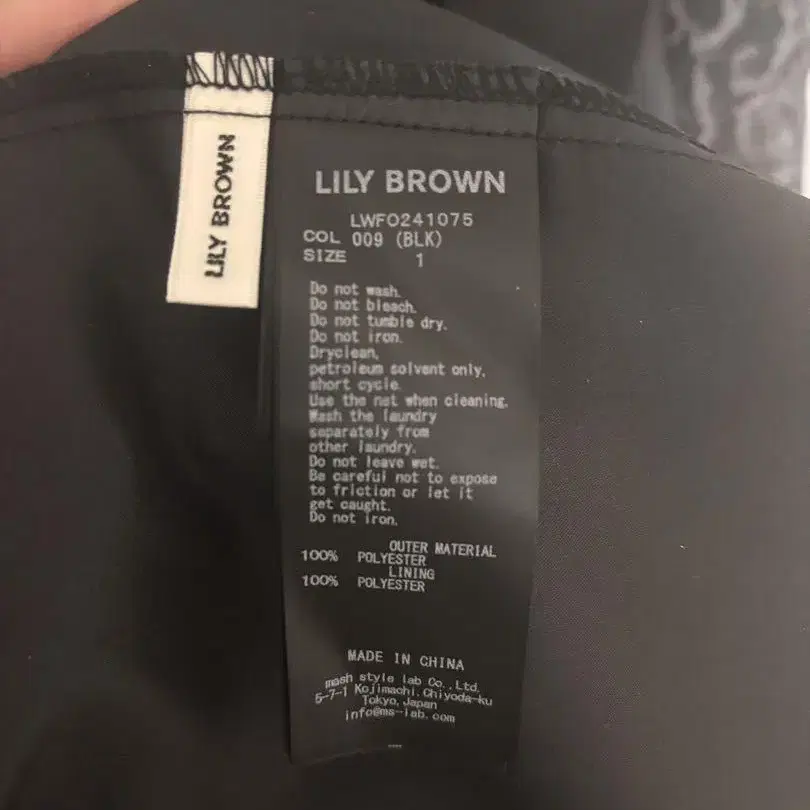 LILY BROWN
LILY BROWN
LWFO241075
COL 009 (BLK)
SIZE 1
Do not wash.
Do not bleach.
Do not tumble dry.
Do not iron.
Dryclean,
petroleum solvent only,
short cycle.
Use the net when cleaning.
Wash the laundry
separately from
other laundry.
Do not leave wet.
Be careful not to expose
to friction or let it
get caught.
Do not iron.
OUTER MATERIAL
100% POLYESTER
LINING
100% POLYESTER
MADE IN CHINA
mash style lab Co., Ltd.
5-7-1 Kojimachi, Chiyoda-ku
Tokyo, Japan
info@ms-lab.com